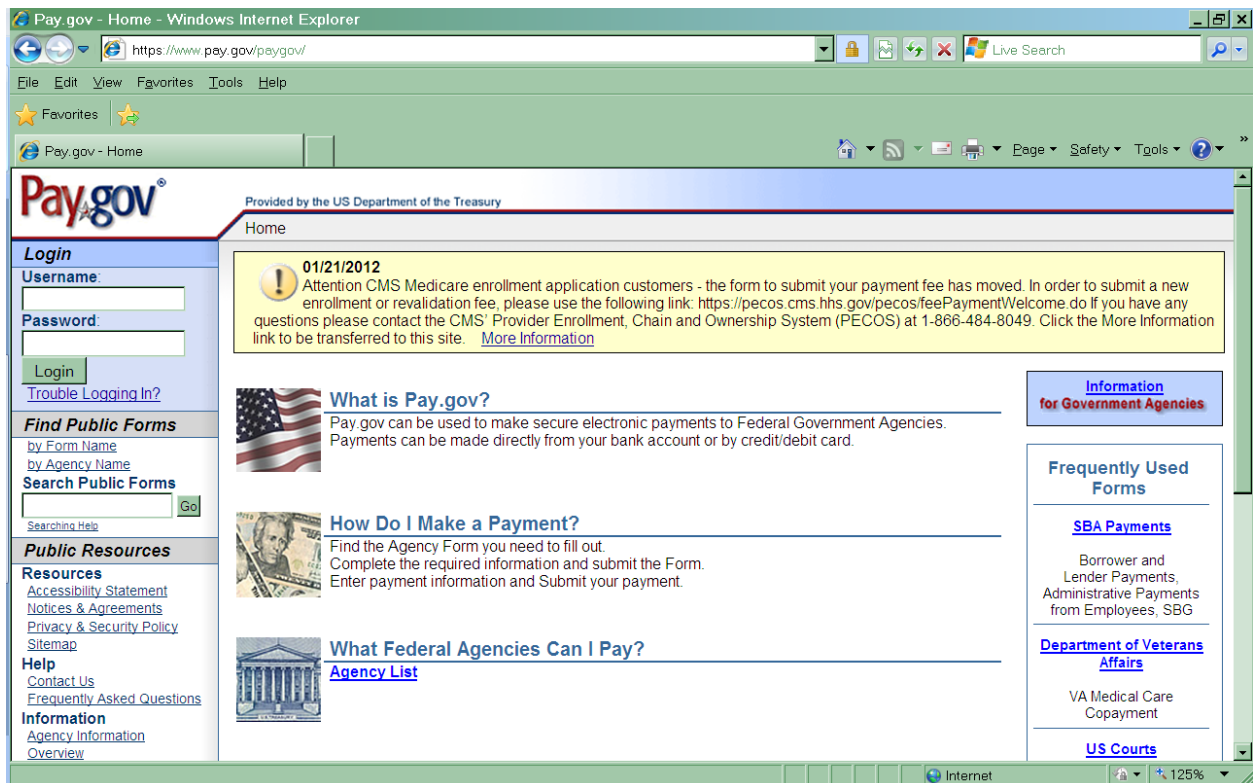 Pay.gov - Home - Windows Internet Explorer
https://www.pay.gov/paygov/
Live Search
File Edit View Favorites Tools Help
Favorites
Pay.gov - Home
Page Safety Tools
»
Pay.gov®
Provided by the US Department of the Treasury
Home
Login
Username:
Password:
Login
Trouble Logging In?
Find Public Forms
by Form Name
by Agency Name
Search Public Forms
Go
Searching Help
Public Resources
Resources
Accessibility Statement
Notices & Agreements
Privacy & Security Policy
Sitemap
Help
Contact Us
Frequently Asked Questions
Information
Agency Information
Overview
01/21/2012
Attention CMS Medicare enrollment application customers - the form to submit your payment fee has moved. In order to submit a new
enrollment or revalidation fee, please use the following link: https://pecos.cms.hhs.gov/pecos/feePaymentWelcome.do If you have any
questions please contact the CMS' Provider Enrollment, Chain and Ownership System (PECOS) at 1-866-484-8049. Click the More Information
link to be transferred to this site. More Information
What is Pay.gov?
Pay.gov can be used to make secure electronic payments to Federal Government Agencies.
Payments can be made directly from your bank account or by credit/debit card.
How Do I Make a Payment?
Find the Agency Form you need to fill out.
Complete the required information and submit the Form.
Enter payment information and Submit your payment.
What Federal Agencies Can I Pay?
Agency List
Information
for Government Agencies
Frequently Used
Forms
SBA Payments
Borrower and
Lender Payments,
Administrative Payments
from Employees, SBG
Department of Veterans
Affairs
VA Medical Care
Copayment
US Courts
Internet
125%